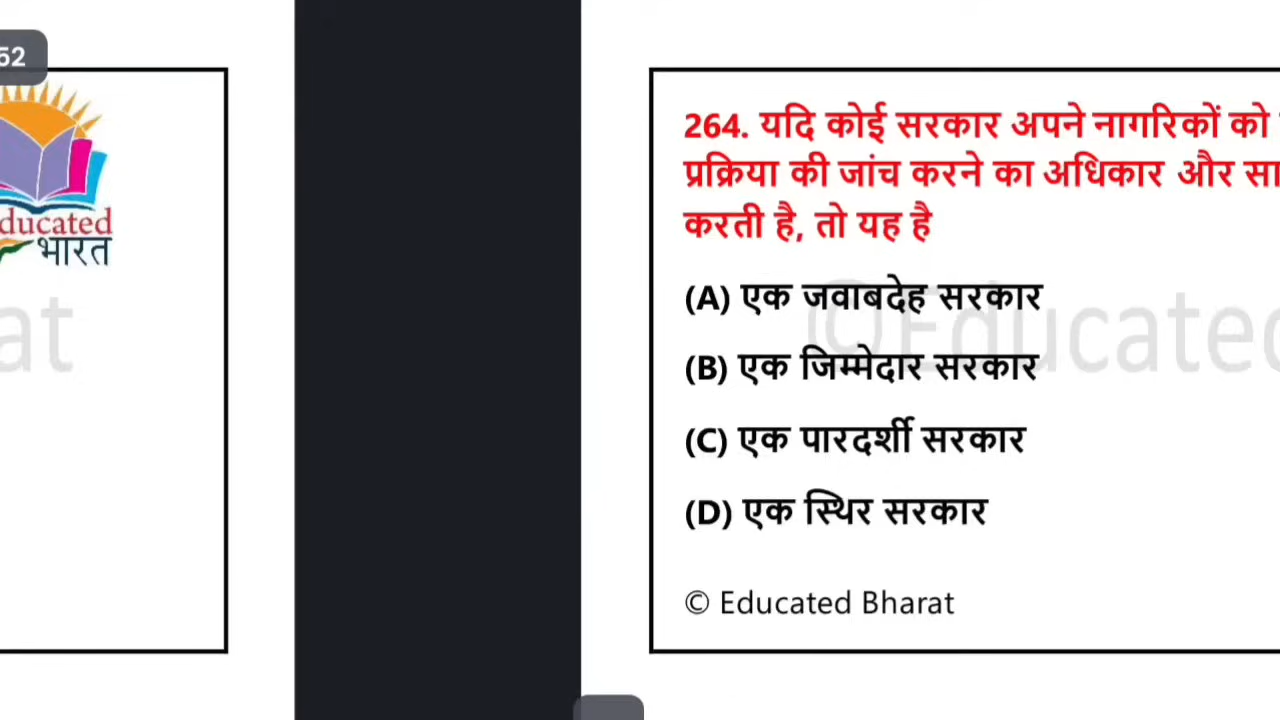 52
ducated
भारत
at
264. यदि कोई सरकार अपने नागरिकों को
प्रक्रिया की जांच करने का अधिकार और सा
करती है, तो यह है
(A) एक जवाबदेह सरकार
(B) एक जिम्मेदार सरकार
(C) एक पारदर्शी सरकार
(D) एक स्थिर सरकार
© Educated
© Educated Bharat